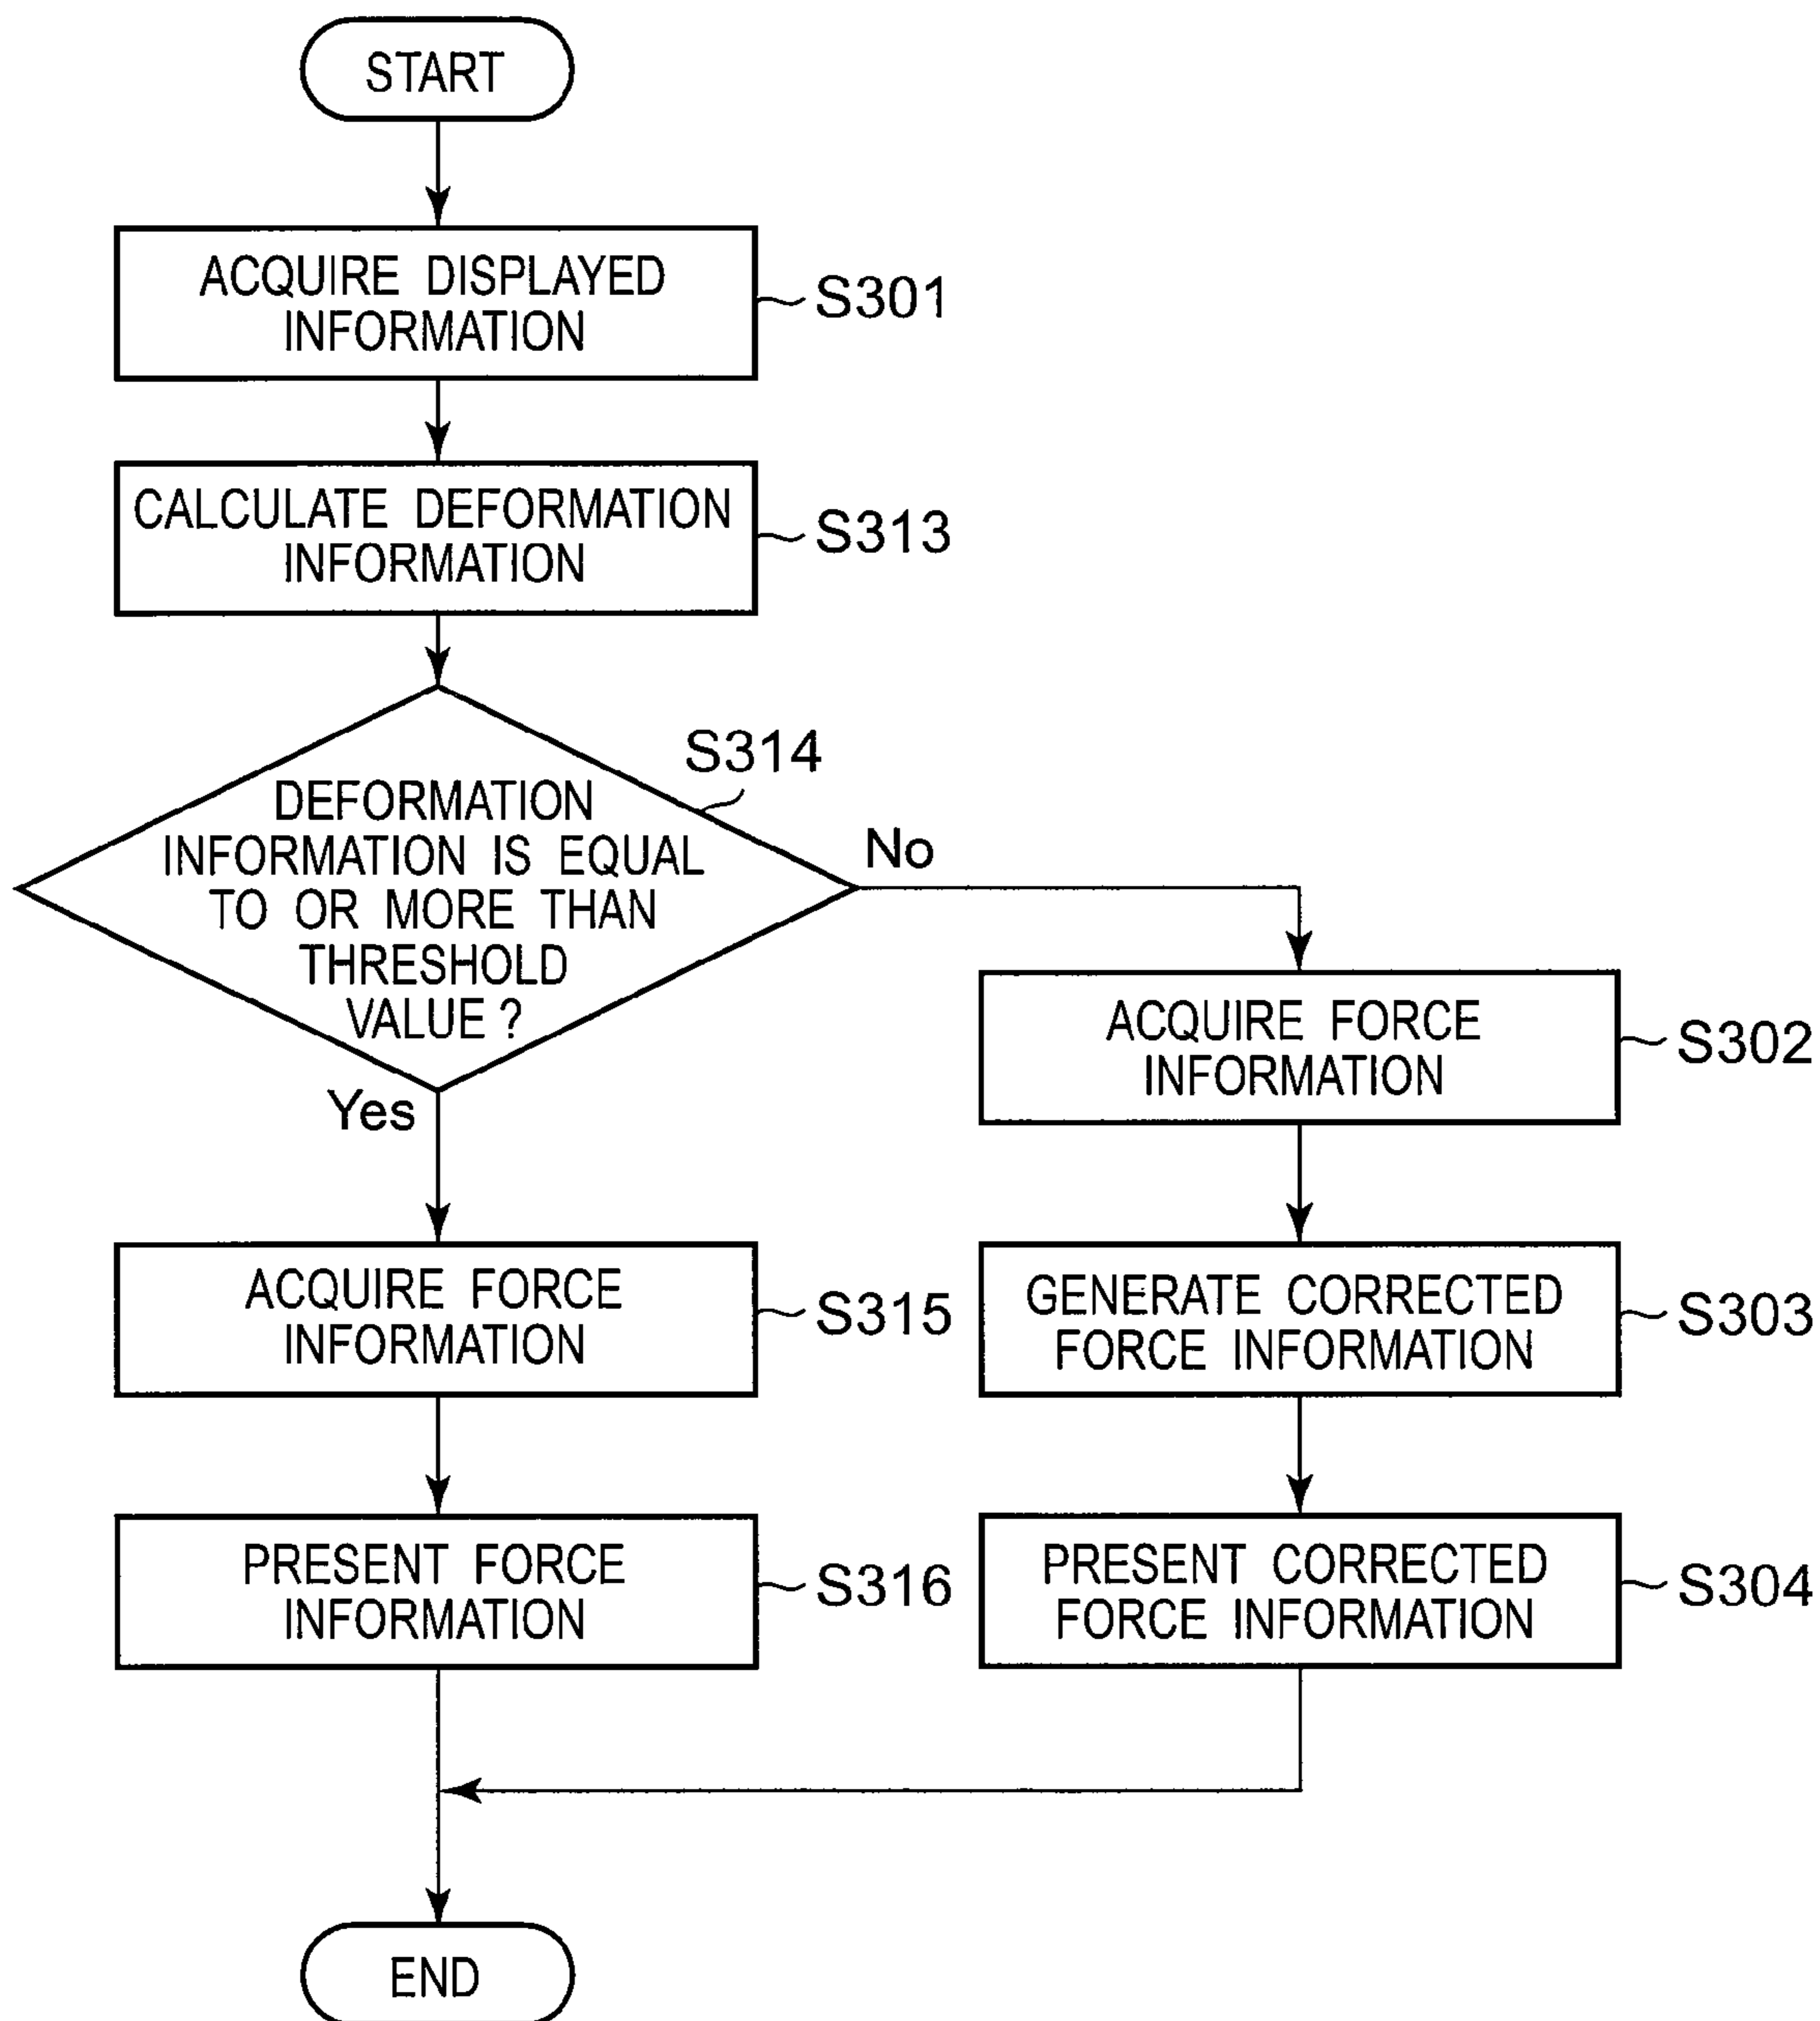 START
ACQUIRE DISPLAYED
INFORMATION
S301
CALCULATE DEFORMATION
INFORMATION
S313
S314
DEFORMATION
INFORMATION IS EQUAL
TO OR MORE THAN
THRESHOLD
VALUE ?
No
Yes
ACQUIRE FORCE
INFORMATION
S302
ACQUIRE FORCE
INFORMATION
S315
GENERATE CORRECTED
FORCE INFORMATION
S303
PRESENT FORCE
INFORMATION
S316
PRESENT CORRECTED
FORCE INFORMATION
S304
END